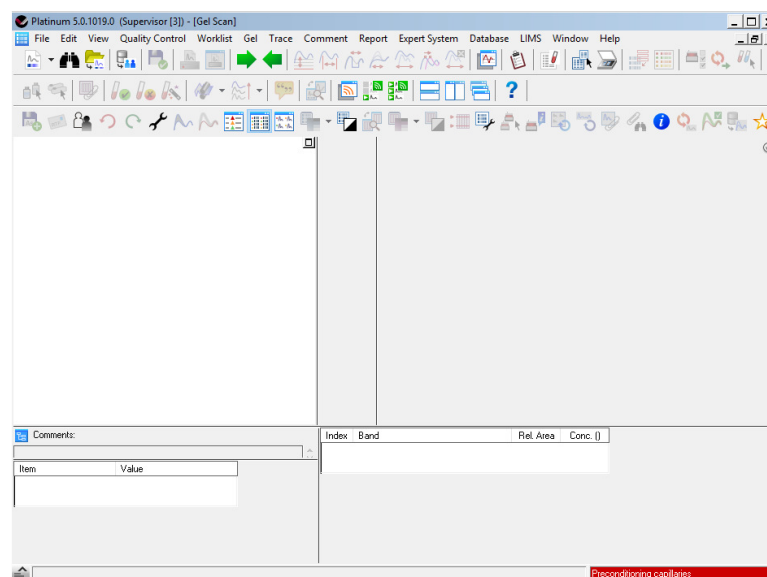 Platinum 5.0.1019.0 (Supervisor [3]) - [Gel Scan]
File Edit View Quality Control Worklist Gel Trace Comment Report Expert System Database LIMS Window Help
Comments:
Item Value
Index Band Rel. Area Conc. ()
Preconditioning capillaries